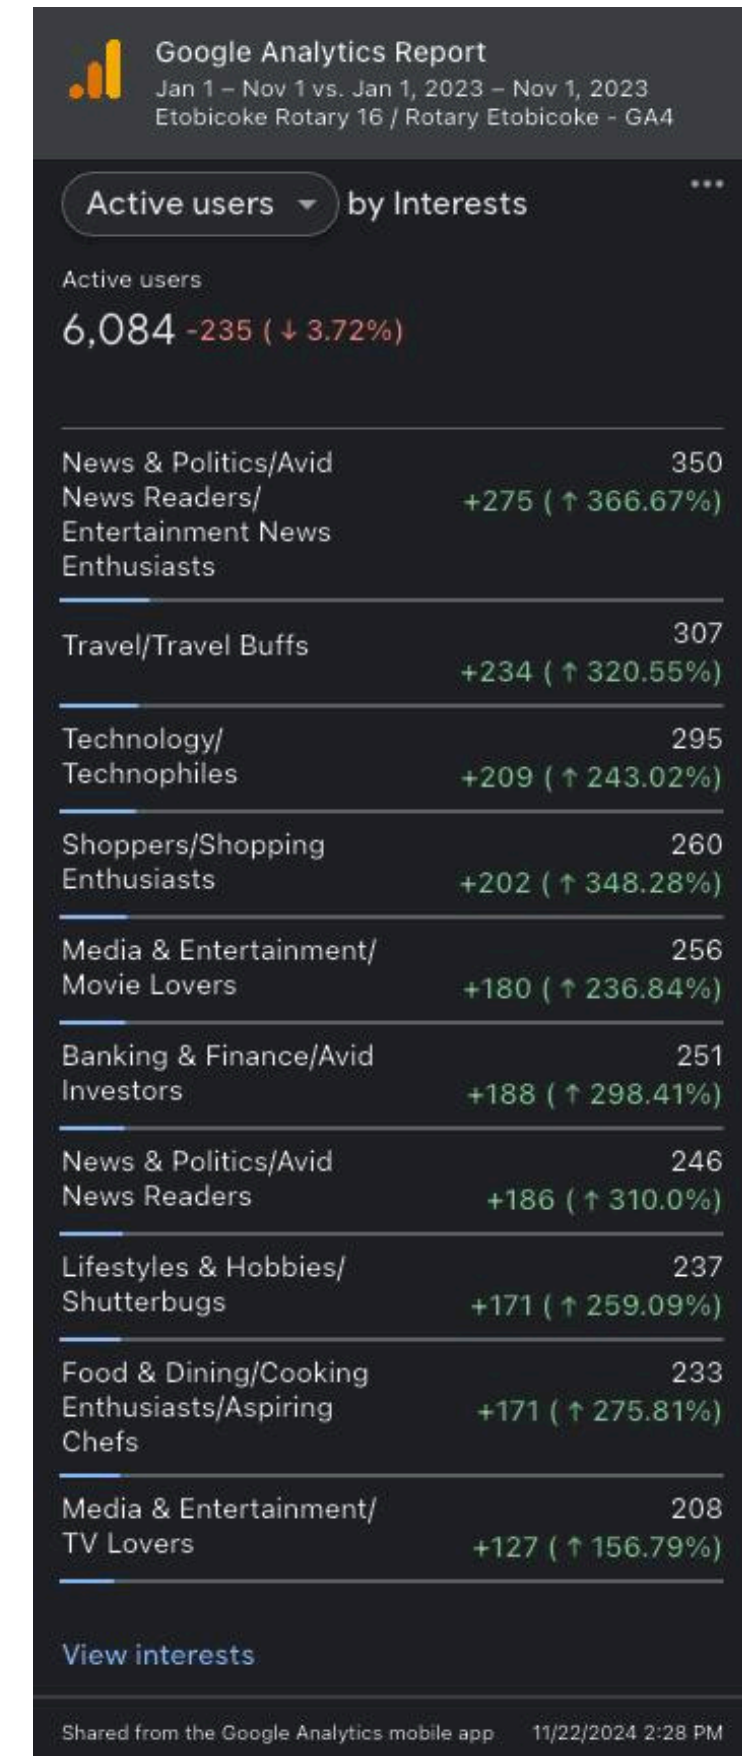 Google Analytics Report
Jan 1 – Nov 1 vs. Jan 1, 2023 – Nov 1, 2023
Etobicoke Rotary 16 / Rotary Etobicoke - GA4
Active users by Interests
Active users
6,084 -235 (↓ 3.72%)
News & Politics/Avid
News Readers/
Entertainment News
Enthusiasts
350
+275 (↑ 366.67%)
Travel/Travel Buffs
307
+234 (↑ 320.55%)
Technology/
Technophiles
295
+209 (↑ 243.02%)
Shoppers/Shopping
Enthusiasts
260
+202 (↑ 348.28%)
Media & Entertainment/
Movie Lovers
256
+180 (↑ 236.84%)
Banking & Finance/Avid
Investors
251
+188 (↑ 298.41%)
News & Politics/Avid
News Readers
246
+186 (↑ 310.0%)
Lifestyles & Hobbies/
Shutterbugs
237
+171 (↑ 259.09%)
Food & Dining/Cooking
Enthusiasts/Aspiring
Chefs
233
+171 (↑ 275.81%)
Media & Entertainment/
TV Lovers
208
+127 (↑ 156.79%)
View interests
Shared from the Google Analytics mobile app 11/22/2024 2:28 PM